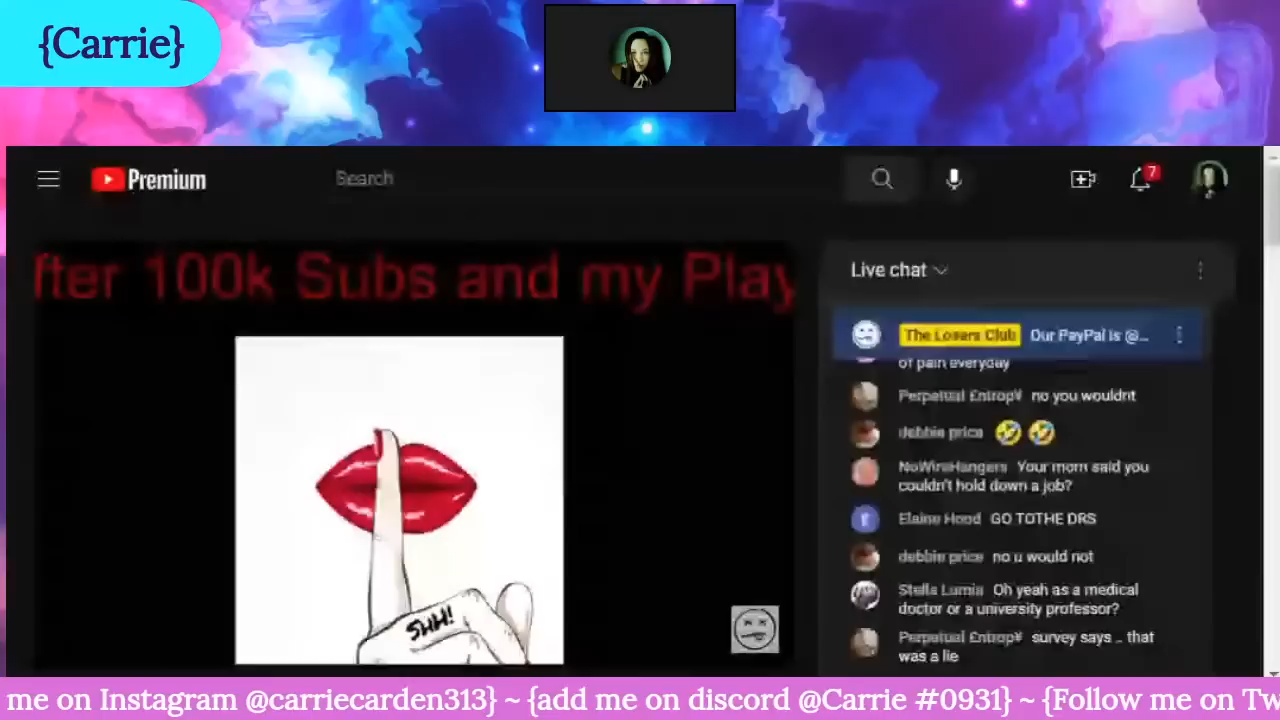 {Carrie}
Premium
Search
7
fter 100k Subs and my Play
SHH!
Live chat
The Losers Club Our PayPal is @...
of pain everyday
Perpetual £ntrop¥ no you wouldnt
debbie price
NoWireHangers Your mom said you
couldn't hold down a job?
Elaine Hood GO TOTHE DRS
debbie price no u would not
Stella Lumia Oh yeah as a medical
doctor or a university professor?
Perpetual £ntrop¥ survey says .. that
was a lie
me on Instagram @carriecarden313} ~ {add me on discord @Carrie #0931} ~ {Follow me on Tw